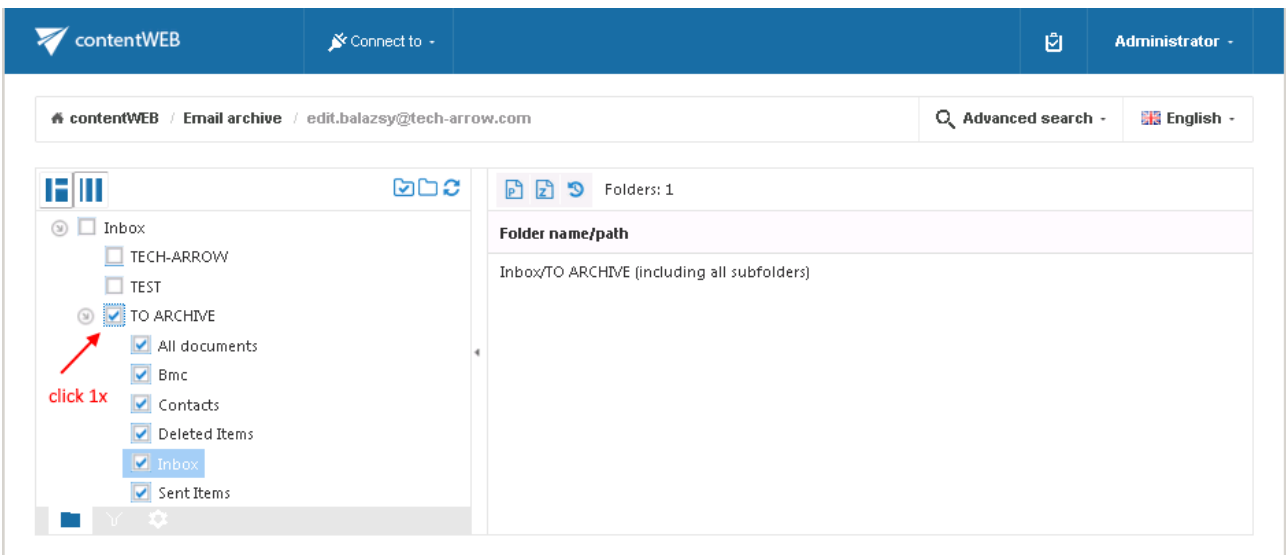 contentWEB
Connect to
Administrator
contentWEB / Email archive / edit.balazsy@tech-arrow.com
Advanced search
English
P Z Folders: 1
Inbox
Folder name/path
TECH-ARROW
Inbox/TO ARCHIVE (including all subfolders)
TEST
TO ARCHIVE
All documents
Bmc
click 1x
Contacts
Deleted Items
Inbox
Sent Items